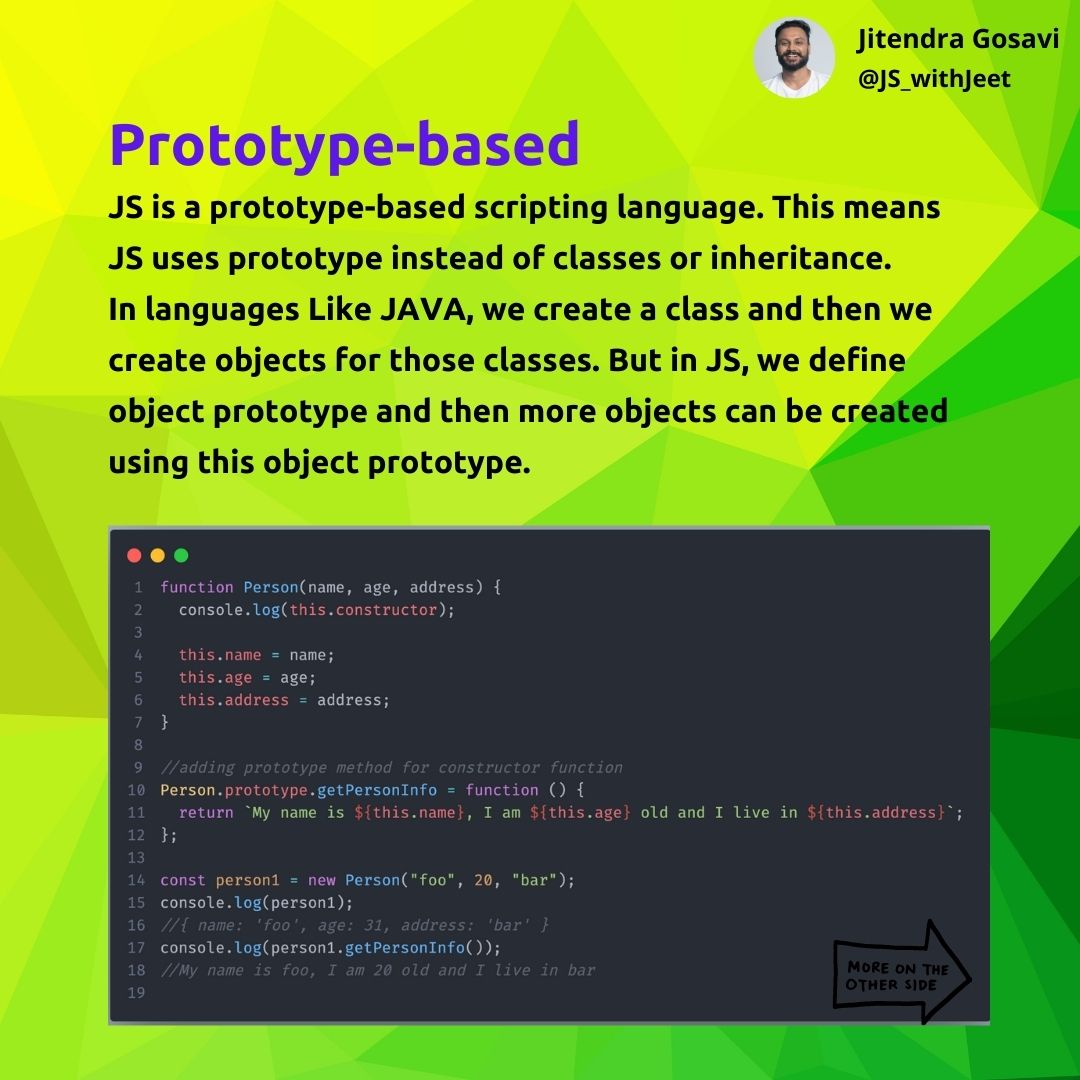 Jitendra Gosavi
@JS_withJeet
Prototype-based
JS is a prototype-based scripting language. This means
JS uses prototype instead of classes or inheritance.
In languages Like JAVA, we create a class and then we
create objects for those classes. But in JS, we define
object prototype and then more objects can be created
using this object prototype.
1 function Person(name, age, address) {
2   console.log(this.constructor);
3
4   this.name = name;
5   this.age = age;
6   this.address = address;
7 }
8
9 //adding prototype method for constructor function
10 Person.prototype.getPersonInfo = function () {
11   return `My name is ${this.name}, I am ${this.age} old and I live in ${this.address}`;
12 };
13
14 const person1 = new Person("foo", 20, "bar");
15 console.log(person1);
16 //{ name: 'foo', age: 31, address: 'bar' }
17 console.log(person1.getPersonInfo());
18 //My name is foo, I am 20 old and I live in bar
19
MORE ON THE
OTHER SIDE